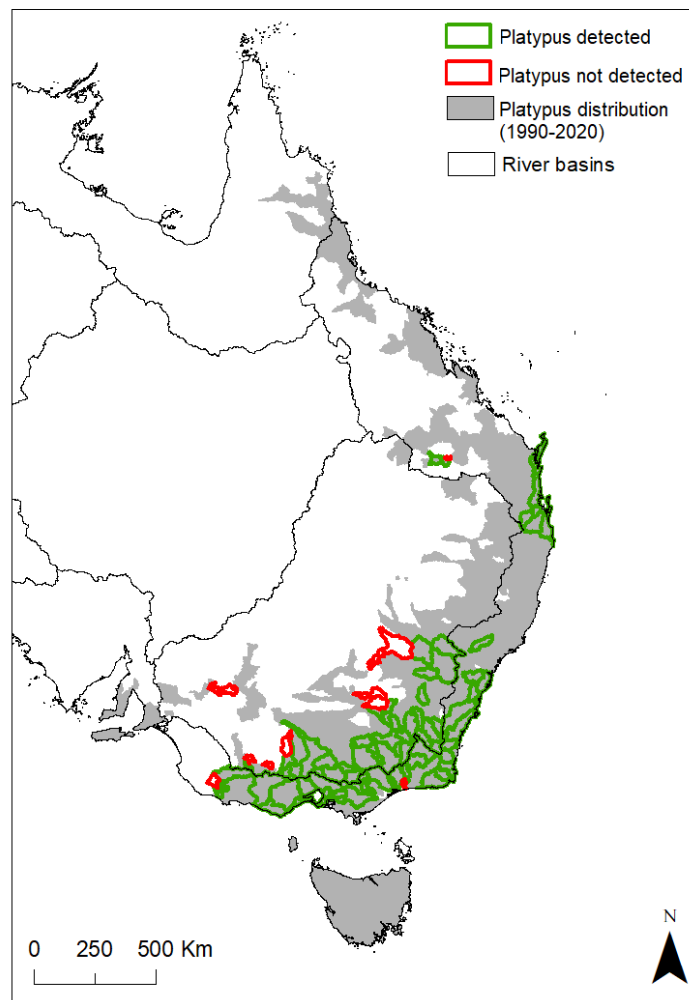 Platypus detected
Platypus not detected
Platypus distribution
(1990-2020)
River basins
N
0 250 500 Km